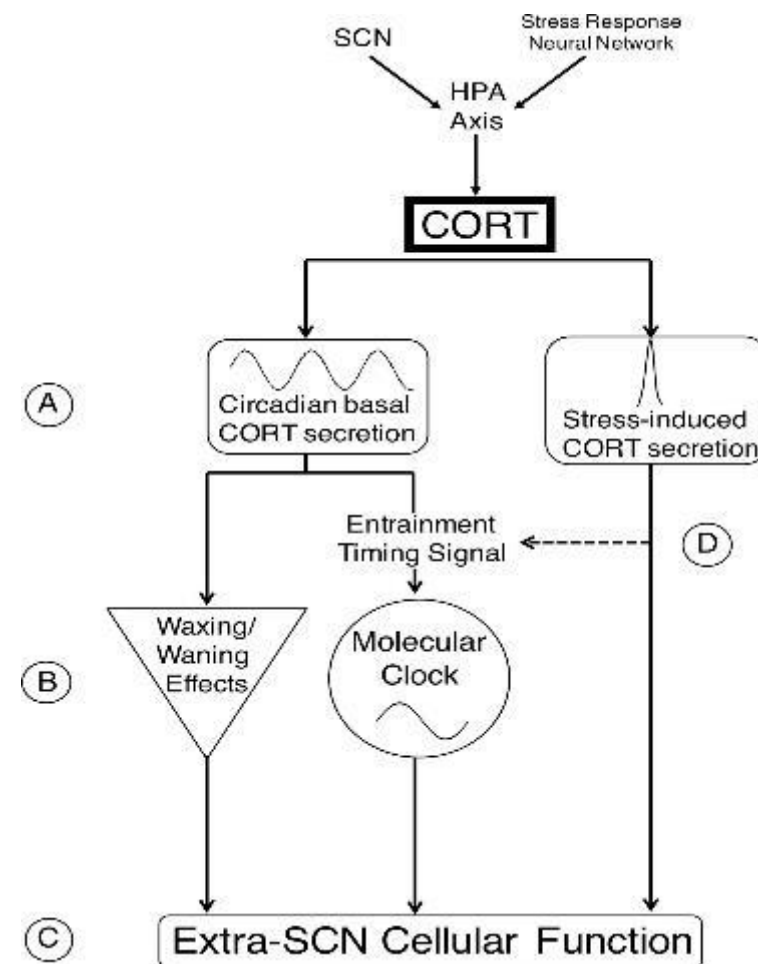 SCN
Stress Response
Neural Network
HPA
Axis
CORT
A
Circadian basal
CORT secretion
Stress-induced
CORT secretion
Entrainment
Timing Signal
D
B
Waxing/
Waning
Effects
Molecular
Clock
C
Extra-SCN Cellular Function